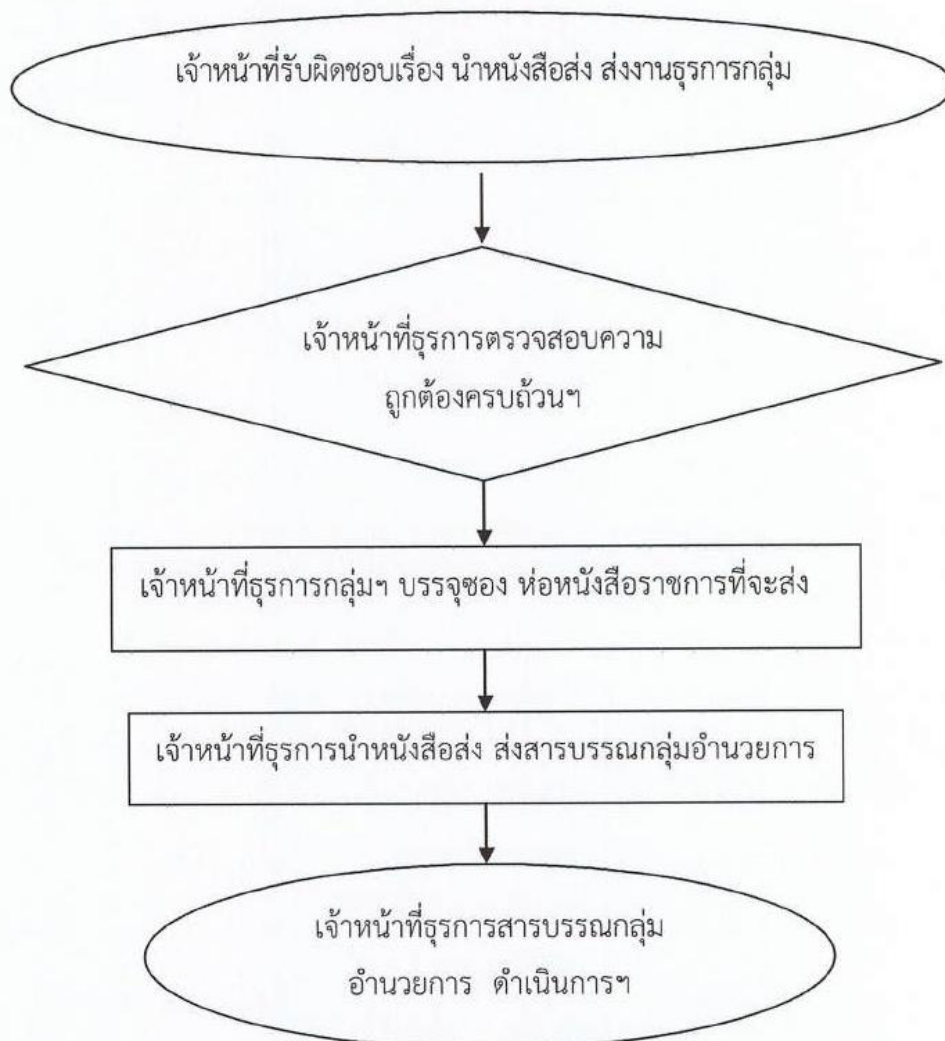 เจ้าหน้าที่รับผิดชอบเรื่อง นำหนังสือส่ง ส่งงานธุรการกลุ่ม
เจ้าหน้าที่ธุรการตรวจสอบความ
ถูกต้องครบถ้วนฯ
เจ้าหน้าที่ธุรการกลุ่มฯ บรรจุซอง ห่อหนังสือราชการที่จะส่ง
เจ้าหน้าที่ธุรการนำหนังสือส่ง ส่งสารบรรณกลุ่มอำนวยการ
เจ้าหน้าที่ธุรการสารบรรณกลุ่ม
อำนวยการ ดำเนินการฯ